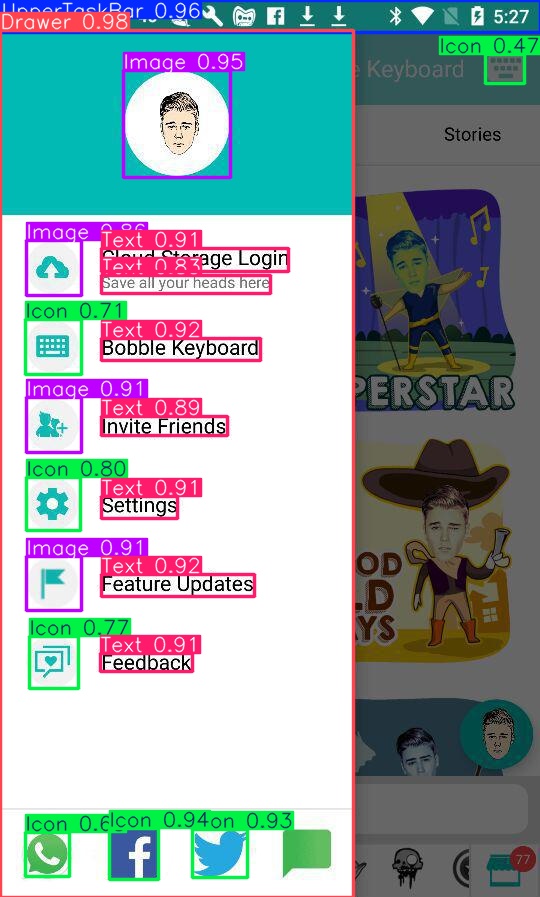 UpperTaskBar 0.96
5:27
Drawer 0.98
Icon 0.47
Image 0.95
Keyboard
Stories
Image 0.86
Text 0.91
Cloud Storage Login
Text 0.83
Save all your heads here
Icon 0.71
Text 0.92
Bobble Keyboard
Image 0.91
Text 0.89
Invite Friends
PERSTAR
Icon 0.80
Text 0.91
Settings
Image 0.91
Text 0.92
Feature Updates
OOD
LD
AYS
Icon 0.77
Text 0.91
Feedback
Icon 0.6
Icon 0.94
on 0.93
77